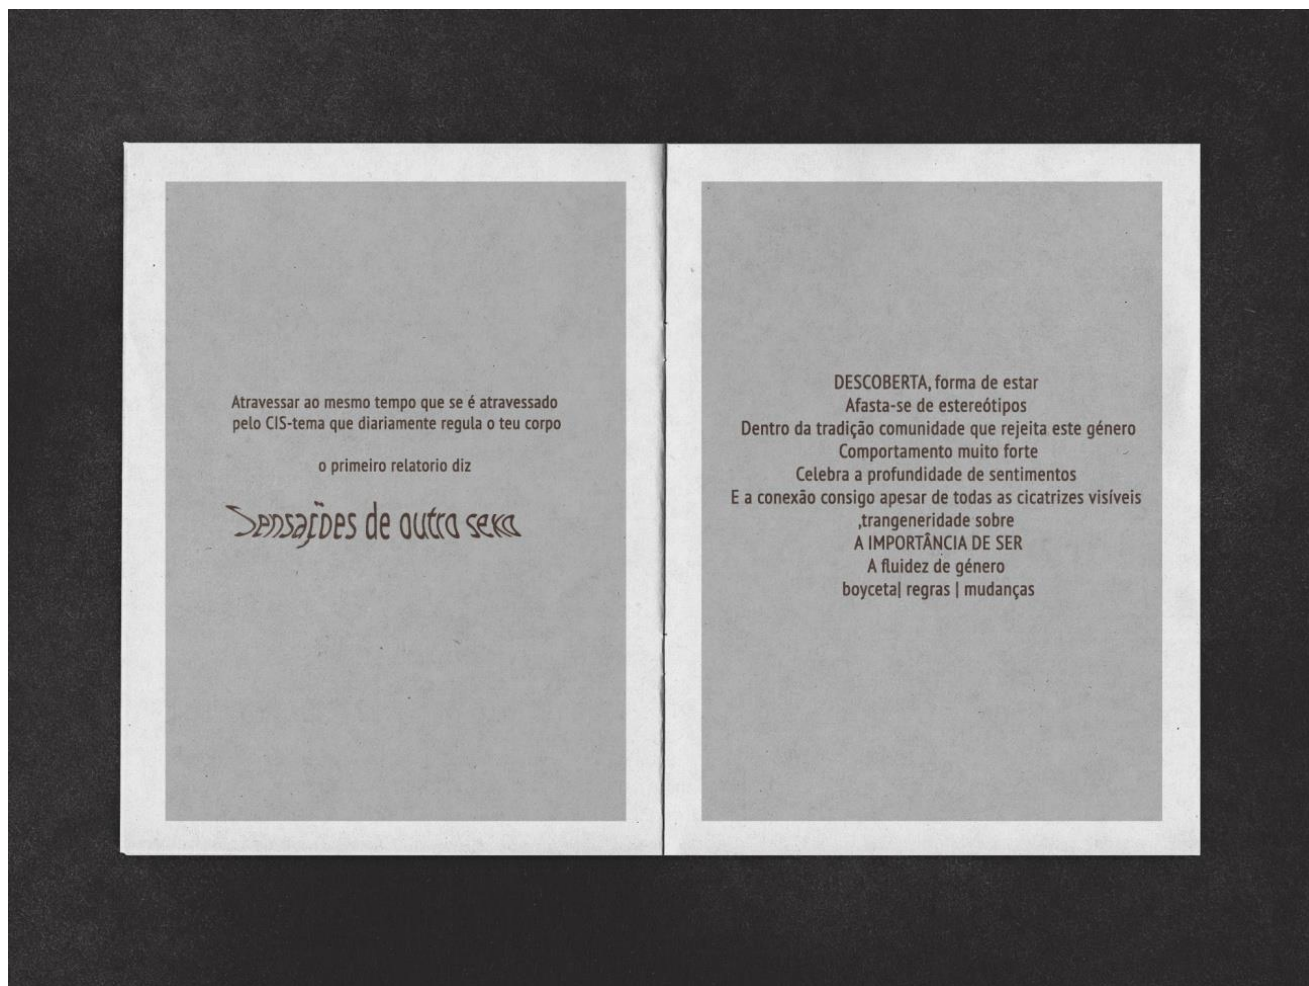 Atravessar ao mesmo tempo que se é atravessado
pelo CIS-tema que diariamente regula o teu corpo
o primeiro relatorio diz
Sensações de outro sexo
DESCOBERTA, forma de estar
Afasta-se de estereótipos
Dentro da tradição comunidade que rejeita este género
Comportamento muito forte
Celebra a profundidade de sentimentos
E a conexão consigo apesar de todas as cicatrizes visíveis
,trangeneridade sobre
A IMPORTÂNCIA DE SER
A fluidez de género
boyceta| regras | mudanças